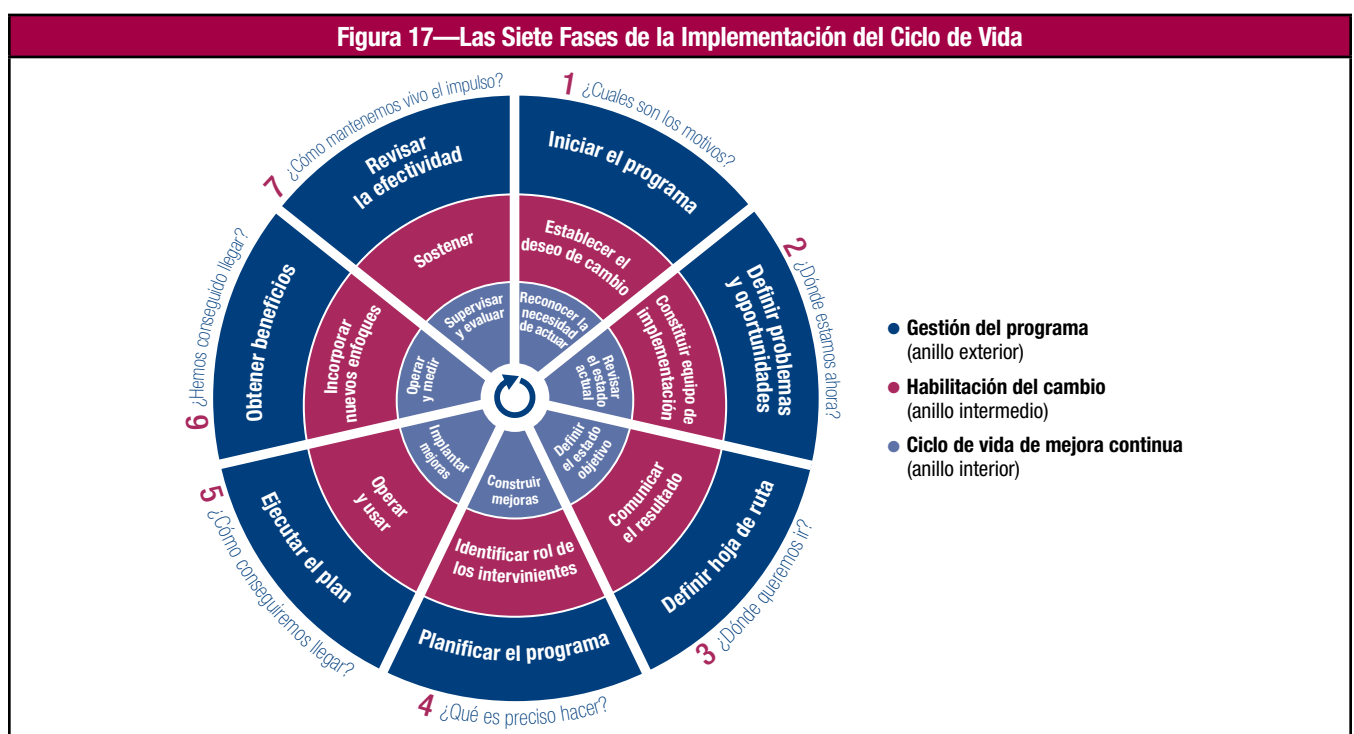 Figura 17—Las Siete Fases de la Implementación del Ciclo de Vida
1 ¿Cuales son los motivos?
Iniciar el programa
Establecer el
deseo de cambio
Reconocer la
necesidad
de actuar
2 ¿Dónde estamos ahora?
Definir problemas
y oportunidades
Constituir equipo de
implementación
Revisar
el estado
actual
3 ¿Dónde queremos ir?
Definir hoja de ruta
Comunicar
el resultado
Definir
el estado
objetivo
4 ¿Qué es preciso hacer?
Planificar el programa
Identificar rol de
los intervinientes
Construir
mejoras
5 ¿Cómo conseguiremos llegar?
Ejecutar el plan
Operar
y usar
Implantar
mejoras
6 ¿Hemos conseguido llegar?
Obtener beneficios
Incorporar
nuevos enfoques
Operar
y medir
7 ¿Cómo mantenemos vivo el impulso?
Revisar
la efectividad
Sostener
Supervisar
y evaluar
Gestión del programa
(anillo exterior)
Habilitación del cambio
(anillo intermedio)
Ciclo de vida de mejora continua
(anillo interior)